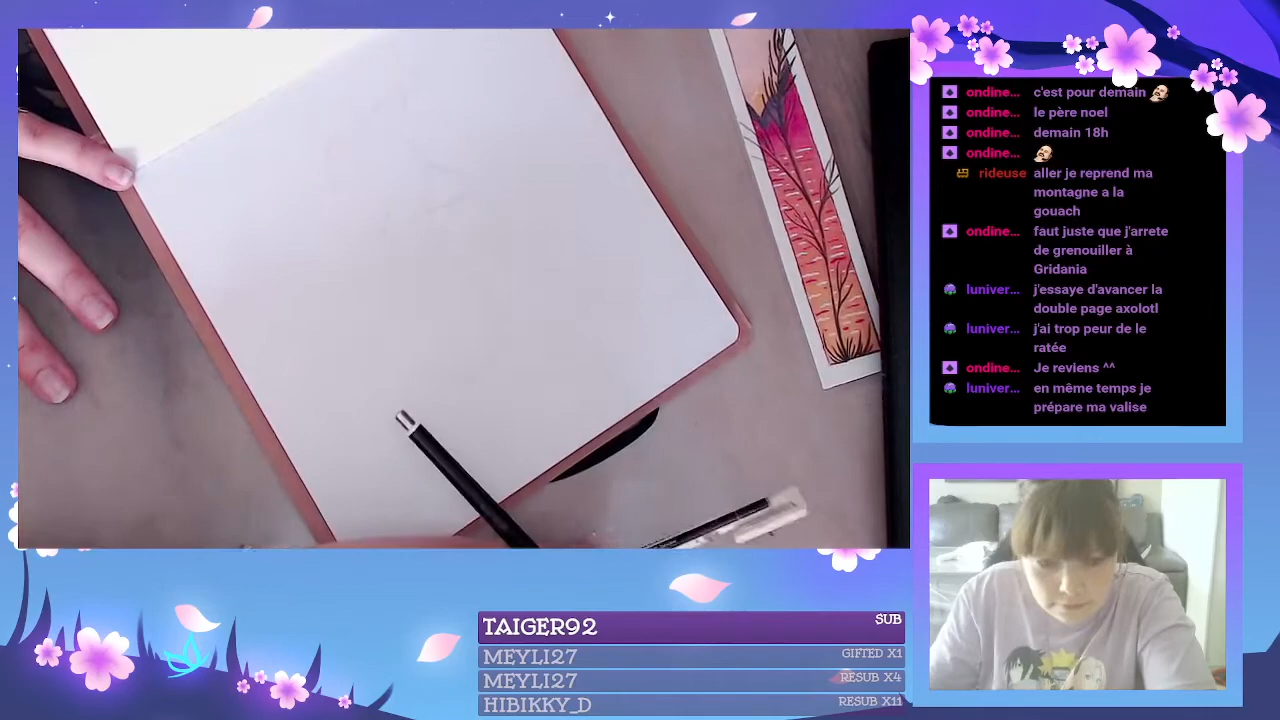 ondine... c'est pour demain
ondine... le père noel
ondine... demain 18h
ondine...
rideuse aller je reprend ma
montagne a la
gouach
ondine... faut juste que j'arrete
de grenouiller à
Gridania
luniver... j'essaye d'avancer la
double page axolotl
luniver... j'ai trop peur de le
ratée
ondine... Je reviens ^^
luniver... en même temps je
prépare ma valise
TAIGER92 SUB
MEYLI27 GIFTED X1
MEYLI27 RESUB X4
HIBIKKY_D RESUB X11